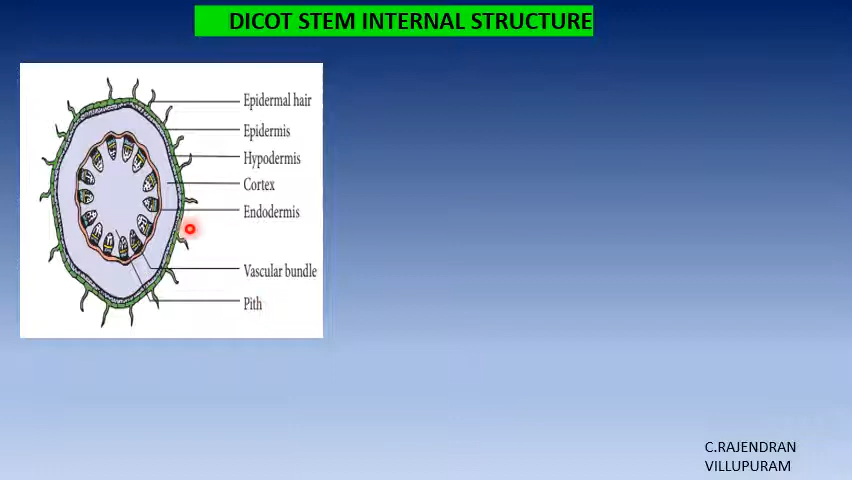 DICOT STEM INTERNAL STRUCTURE
Epidermal hair
Epidermis
Hypodermis
Cortex
Endodermis
Vascular bundle
Pith
C.RAJENDRAN
VILLUPURAM